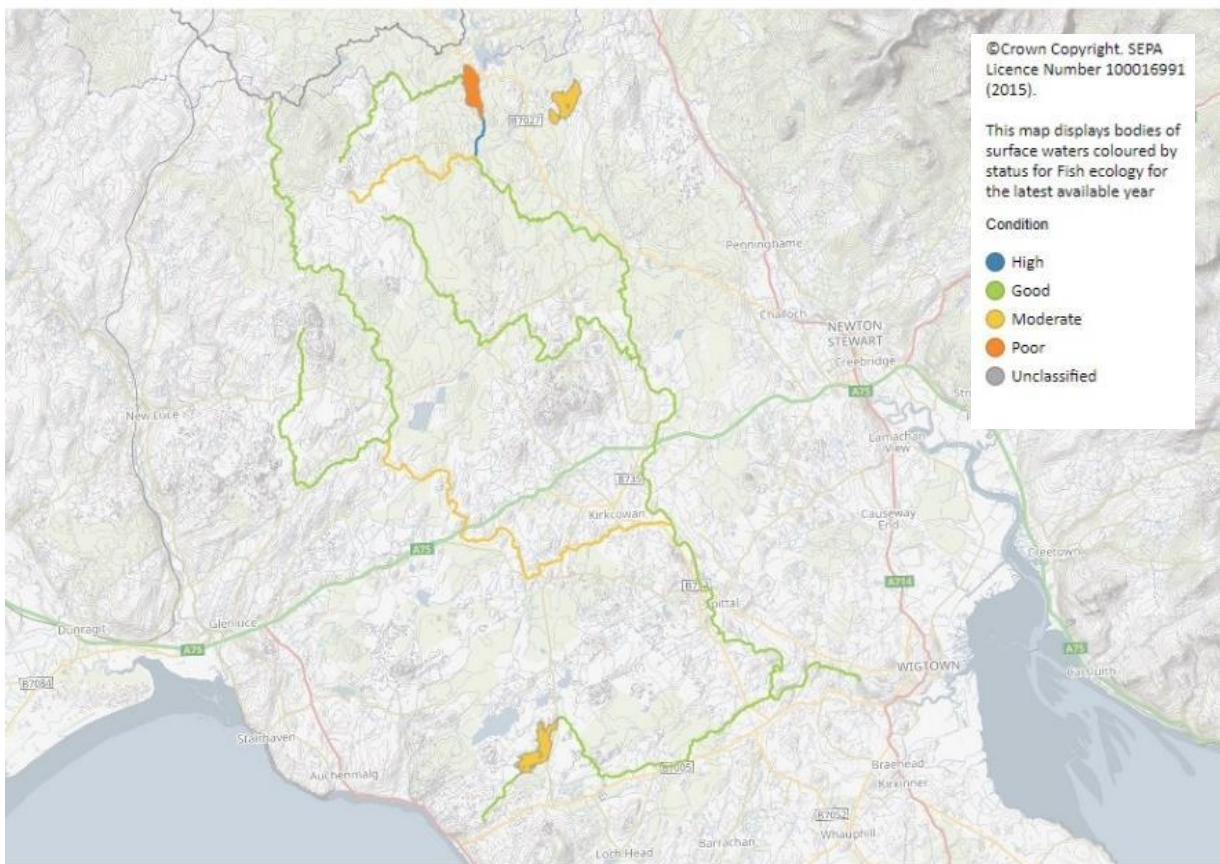 ©Crown Copyright. SEPA
Licence Number 100016991
(2015).
This map displays bodies of
surface waters coloured by
status for Fish ecology for
the latest available year
Condition
High
Good
Moderate
Poor
Unclassified
B7027
Penninghame
Challoch
NEWTON
STEWART
Creebridge
A75
New Luce
Lamachan
View
B735
Kirkcowan
Causeway
End
A75
Creetown
A714
Dunragit
Glenluce
A75
WIGTOWN
A75
B7084
Stairhaven
Auchenmalg
B7005
Braehead
Kirkinner
B7052
Whauphill
Barrachan
Loch Head